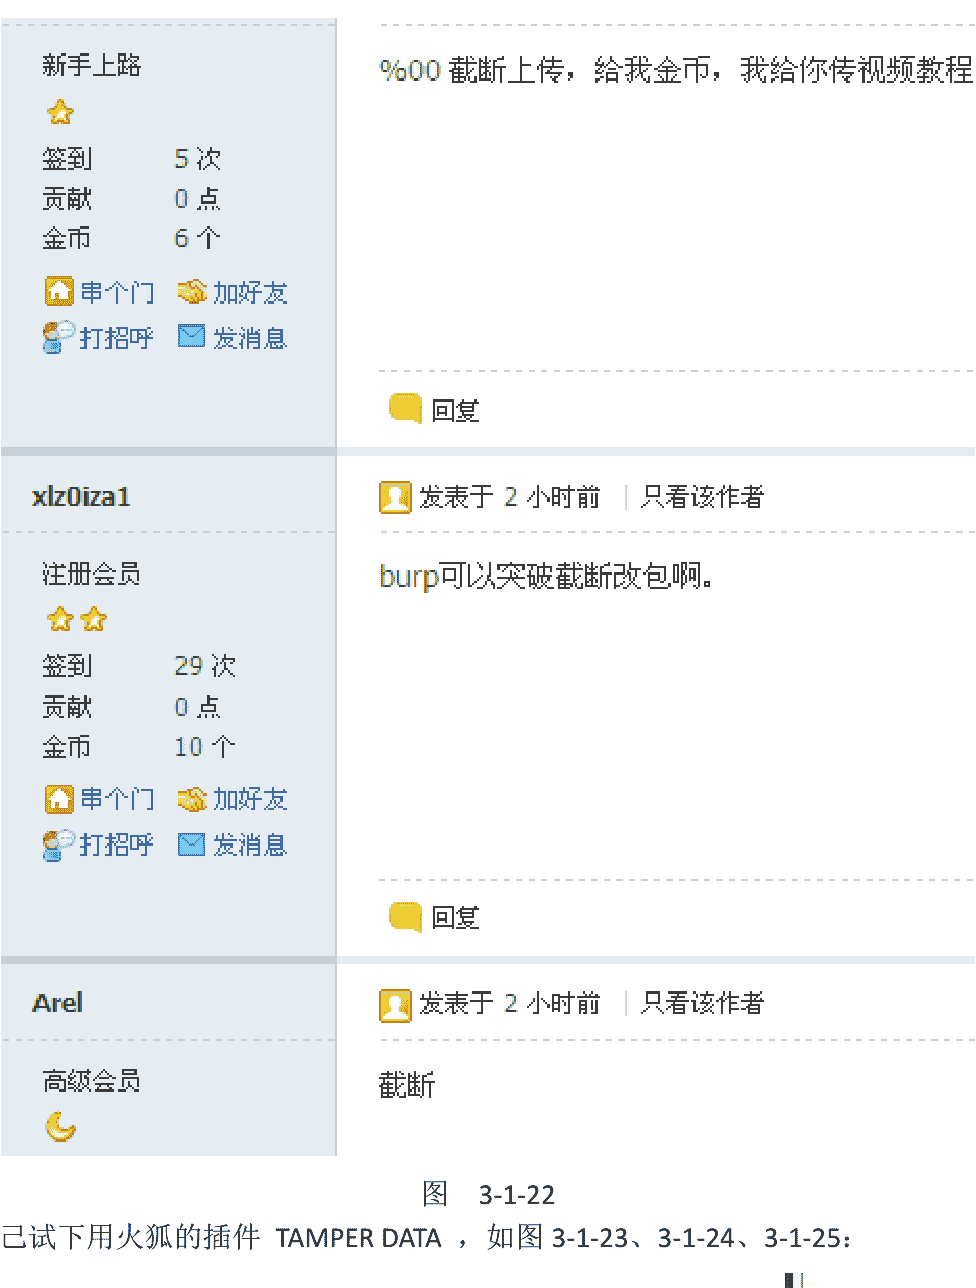 新手上路
%00 截断上传，给我金币，我给你传视频教程
签到 5 次
贡献 0 点
金币 6 个
串个门 加好友
打招呼 发消息
回复
xlz0iza1 发表于 2 小时前 | 只看该作者
注册会员
burp可以突破截断改包啊。
签到 29 次
贡献 0 点
金币 10 个
串个门 加好友
打招呼 发消息
回复
Arel 发表于 2 小时前 | 只看该作者
高级会员
截断
图 3-1-22
己试下用火狐的插件 TAMPER DATA ，如图 3-1-23、3-1-24、3-1-25：